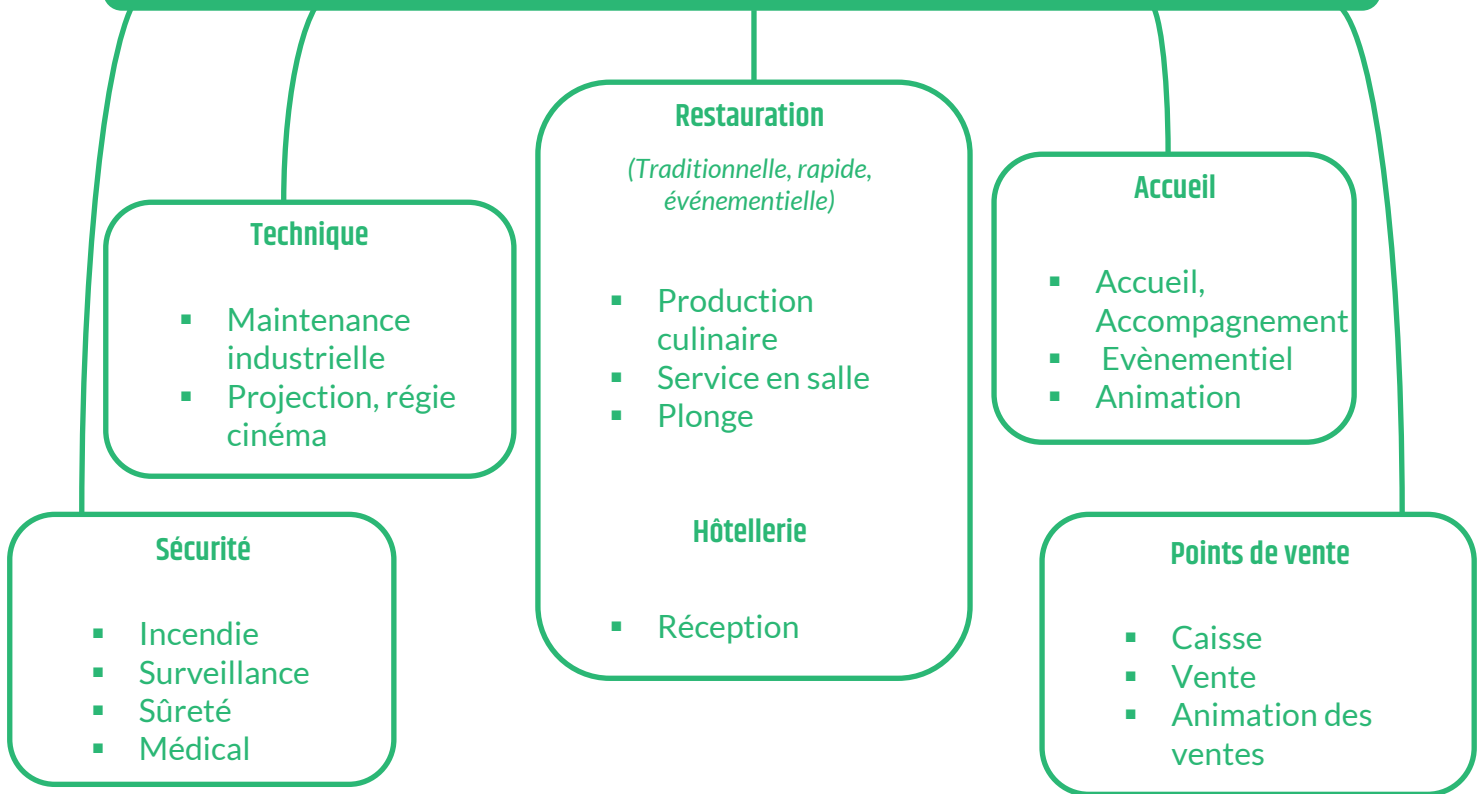 Restauration
(Traditionnelle, rapide,
événementielle)
▪ Production
culinaire
▪ Service en salle
▪ Plonge
Hôtellerie
▪ Réception
Technique
▪ Maintenance
industrielle
▪ Projection, régie
cinéma
Accueil
▪ Accueil,
Accompagnement
▪ Evènementiel
▪ Animation
Sécurité
▪ Incendie
▪ Surveillance
▪ Sûreté
▪ Médical
Points de vente
▪ Caisse
▪ Vente
▪ Animation des
ventes